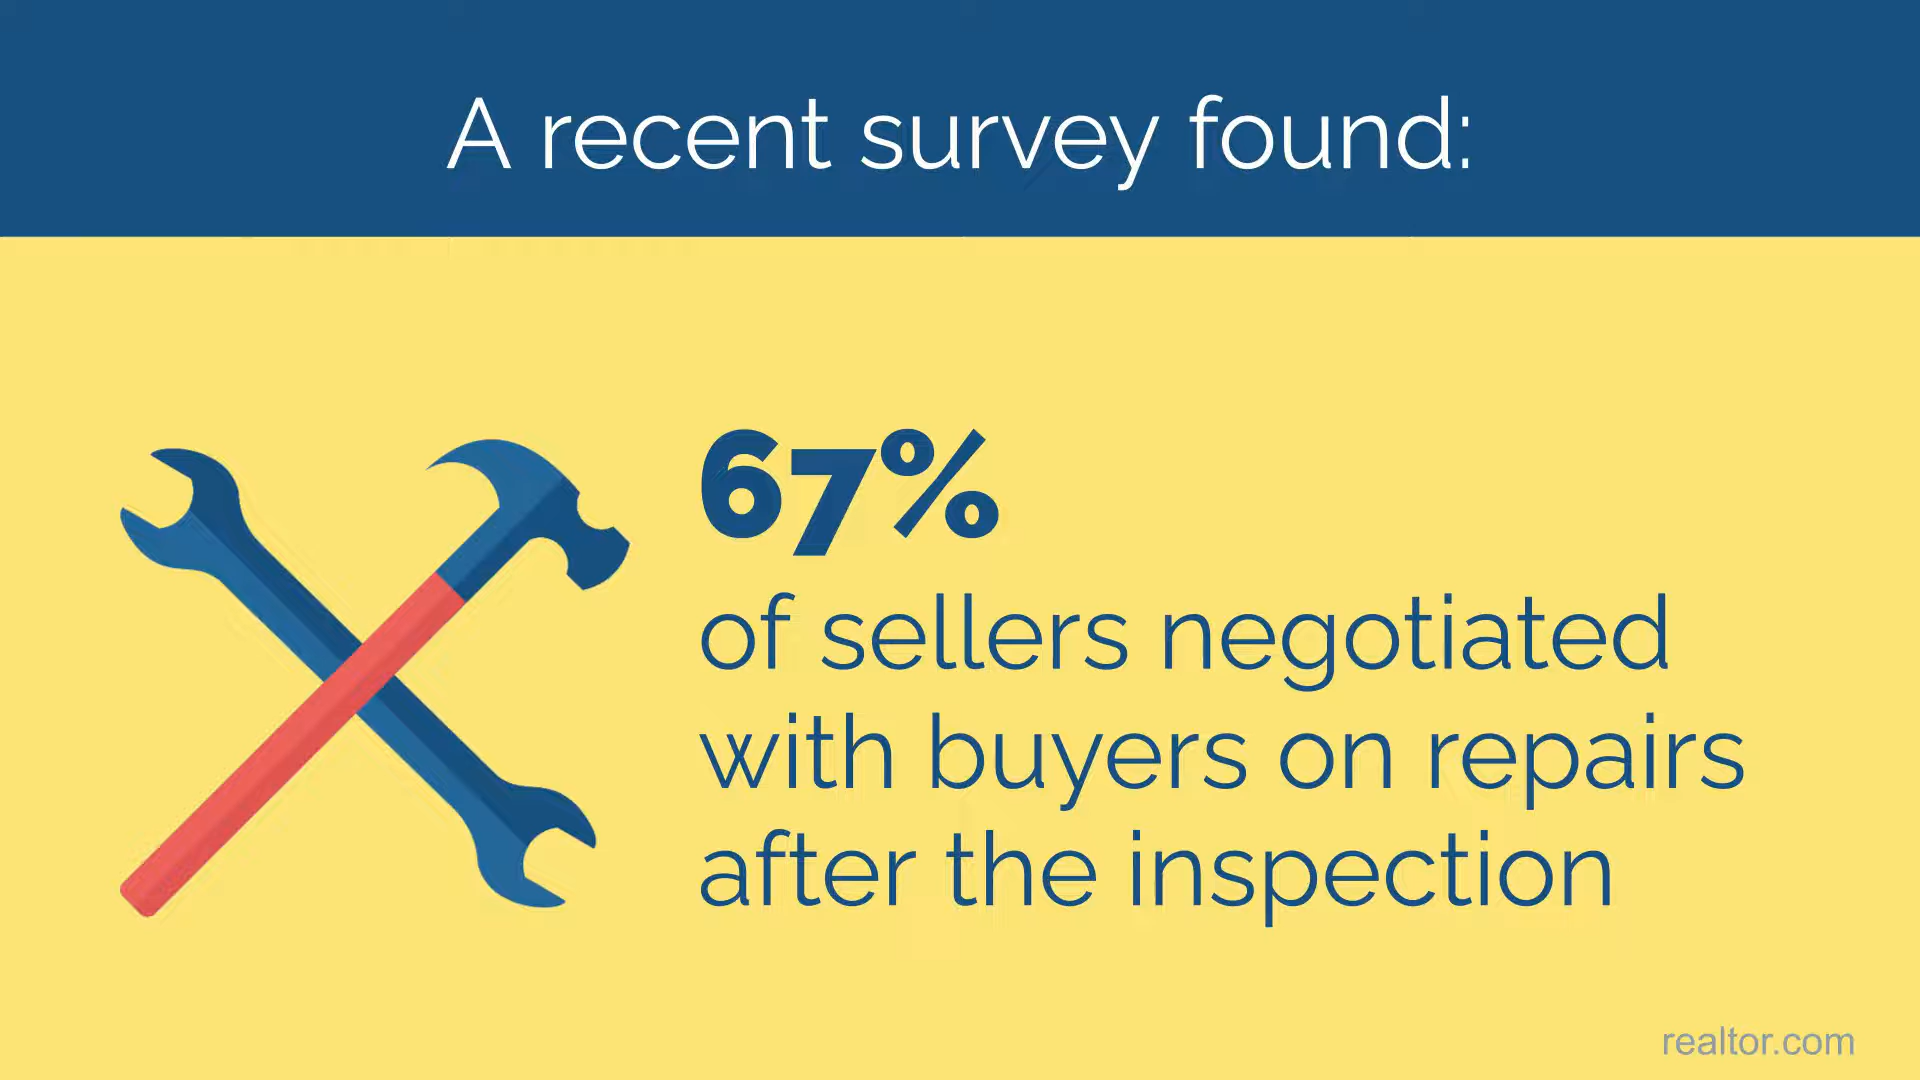 A recent survey found:
67%
of sellers negotiated
with buyers on repairs
after the inspection
realtor.com